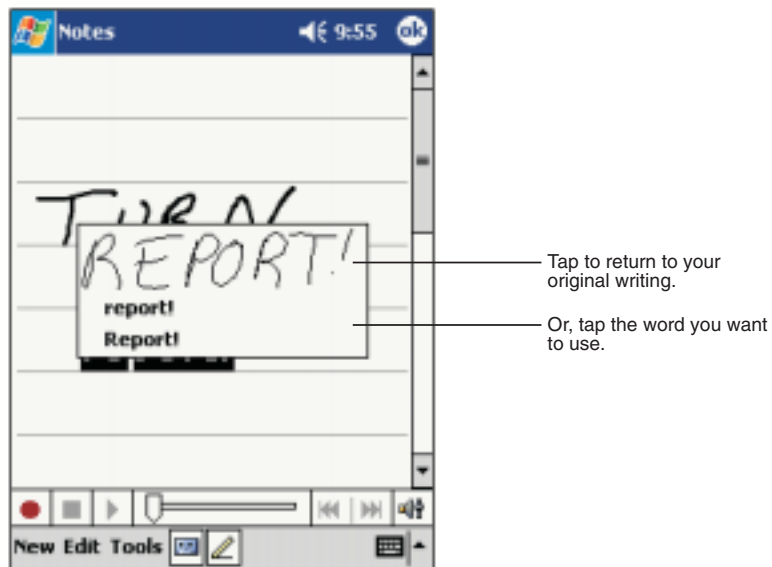 Notes 9:55 ok
TURN
REPORT!
report!
Report!
Tap to return to your
original writing.
Or, tap the word you want
to use.
New Edit Tools